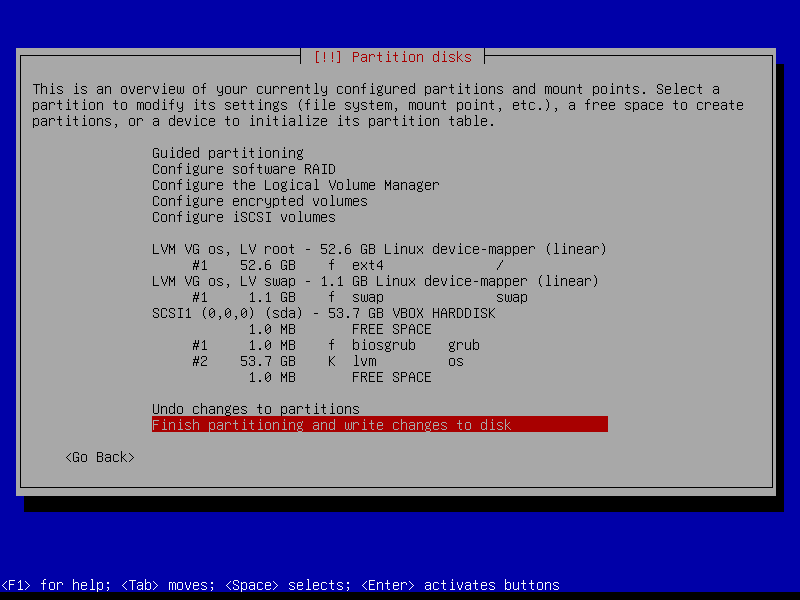 [!!] Partition disks
This is an overview of your currently configured partitions and mount points. Select a
partition to modify its settings (file system, mount point, etc.), a free space to create
partitions, or a device to initialize its partition table.
Guided partitioning
Configure software RAID
Configure the Logical Volume Manager
Configure encrypted volumes
Configure iSCSI volumes
LVM VG os, LV root - 52.6 GB Linux device-mapper (linear)
#1 52.6 GB f ext4 /
LVM VG os, LV swap - 1.1 GB Linux device-mapper (linear)
#1 1.1 GB f swap swap
SCSI1 (0,0,0) (sda) - 53.7 GB VBOX HARDDISK
1.0 MB FREE SPACE
#1 1.0 MB f biosgrub grub
#2 53.7 GB K lvm os
1.0 MB FREE SPACE
Undo changes to partitions
Finish partitioning and write changes to disk
<Go Back>
<F1> for help; <Tab> moves; <Space> selects; <Enter> activates buttons